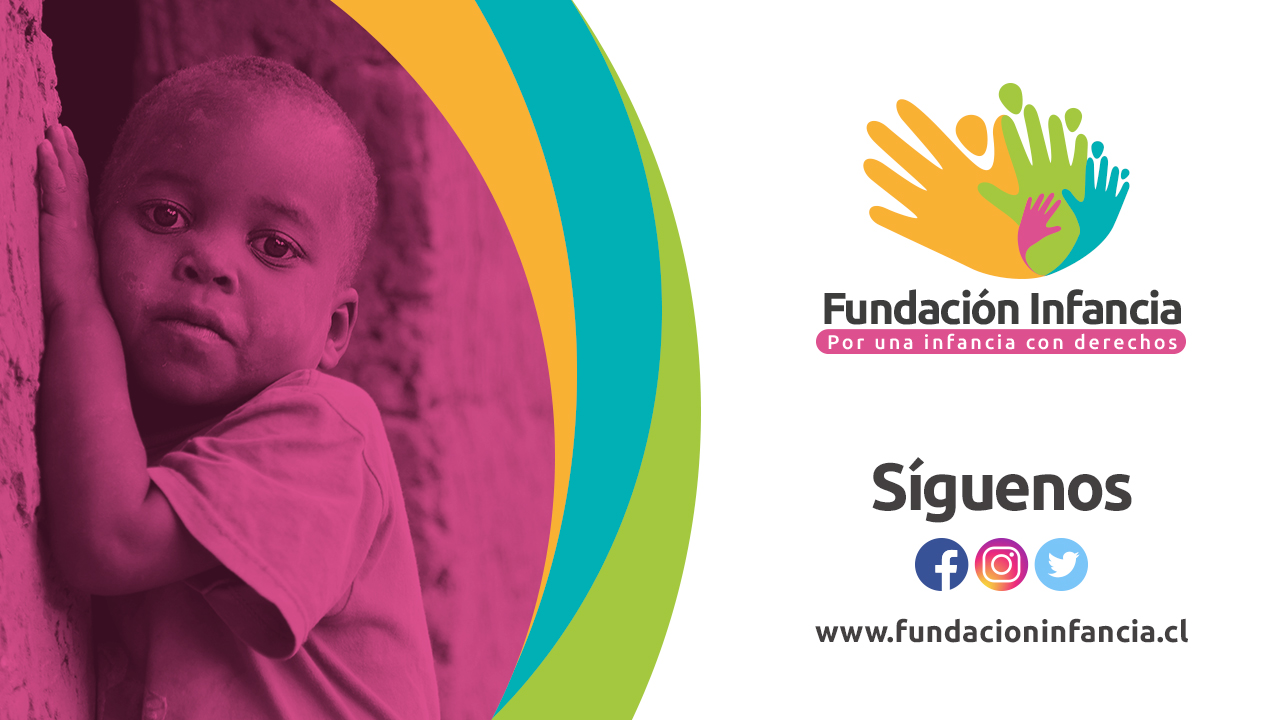 Fundación Infancia
Por una infancia con derechos
Síguenos
www.fundacioninfancia.cl